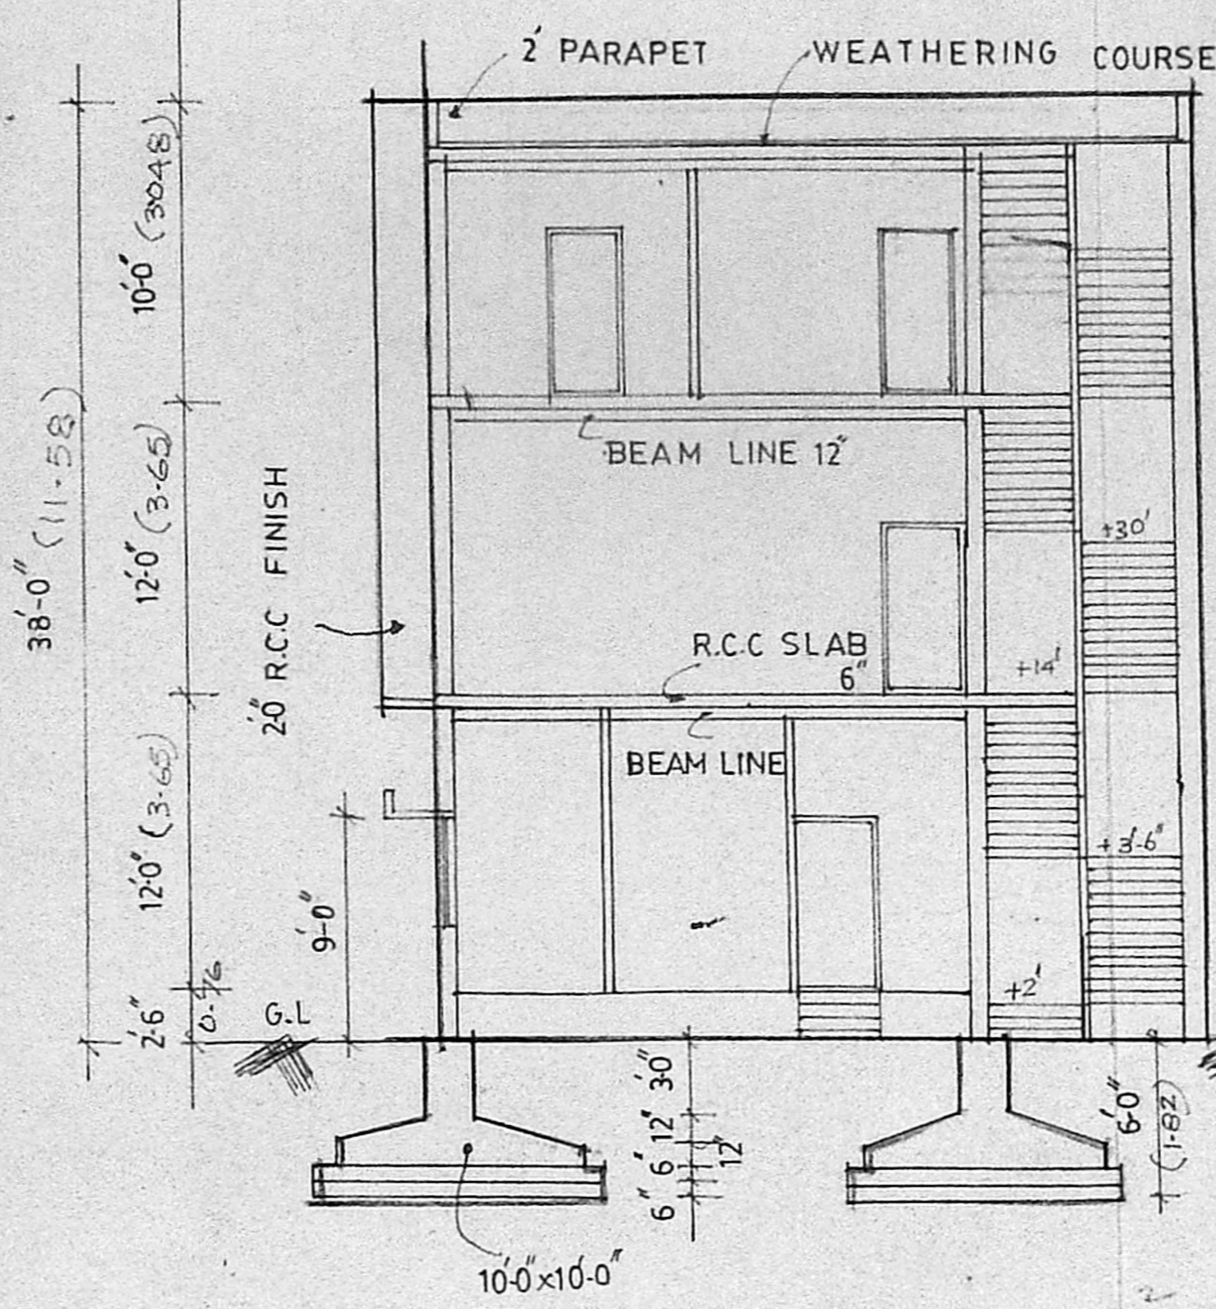 2' PARAPET
WEATHERING COURSE
10'-0" (3048)
38'-0" (11-58)
12'-0" (3-65)
2'0" R.C.C FINISH
BEAM LINE 12"
+30'
R.C.C SLAB
6"
+14'
BEAM LINE
12'-0" (3-65)
9'-0"
+3'-6"
+2'
2'-6"
G.L
3'-0"
12"
12"
6"
6"
6'-0"
(1-82)
10'-0"x10'-0"